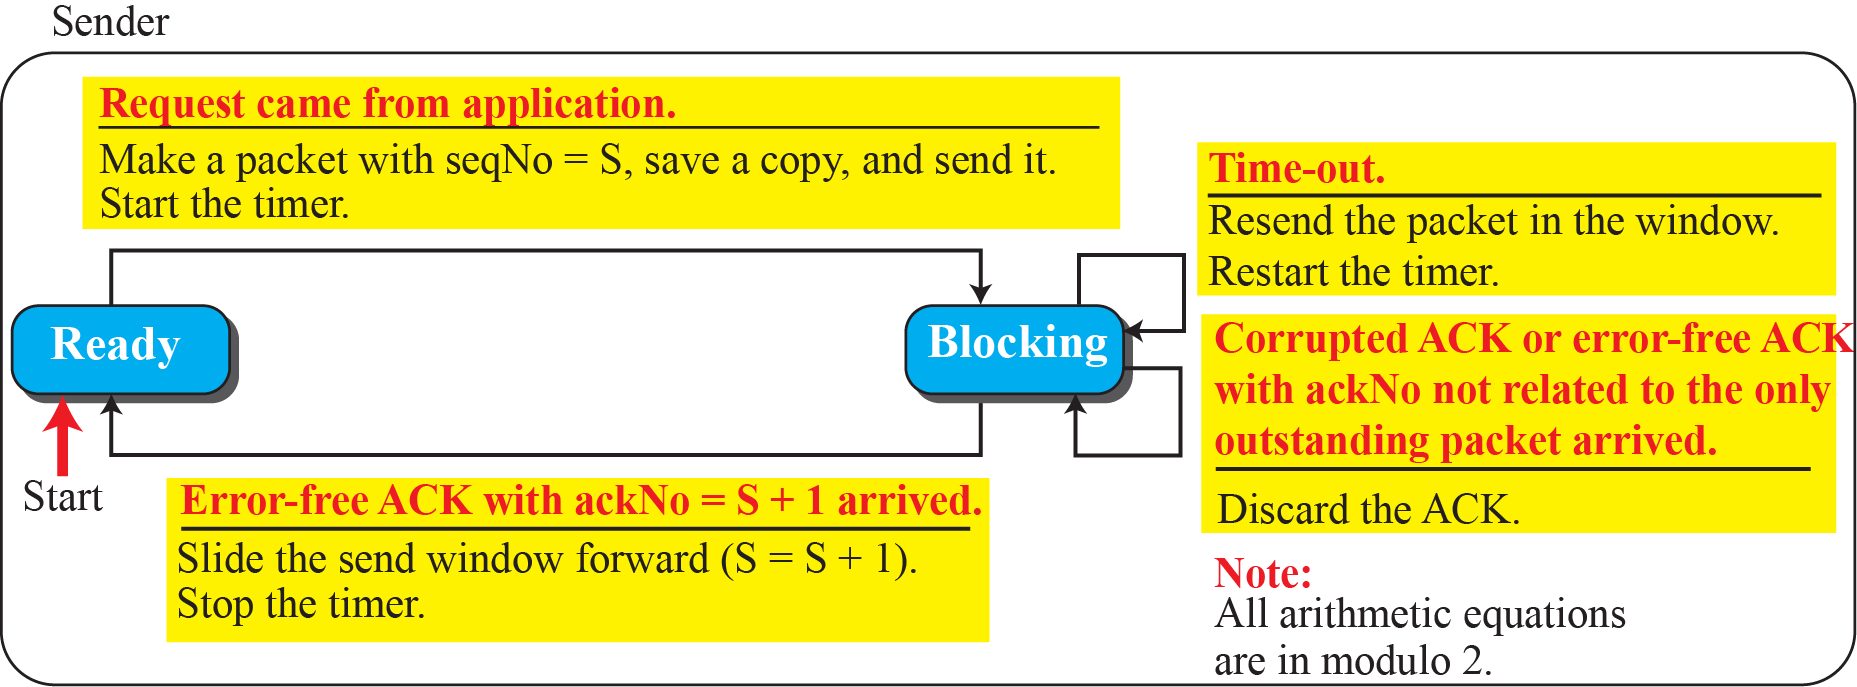 Sender
Request came from application.
Make a packet with seqNo = S, save a copy, and send it.
Start the timer.
Time-out.
Resend the packet in the window.
Restart the timer.
Ready
Blocking
Corrupted ACK or error-free ACK
with ackNo not related to the only
outstanding packet arrived.
Discard the ACK.
Start
Error-free ACK with ackNo = S + 1 arrived.
Slide the send window forward (S = S + 1).
Stop the timer.
Note:
All arithmetic equations
are in modulo 2.